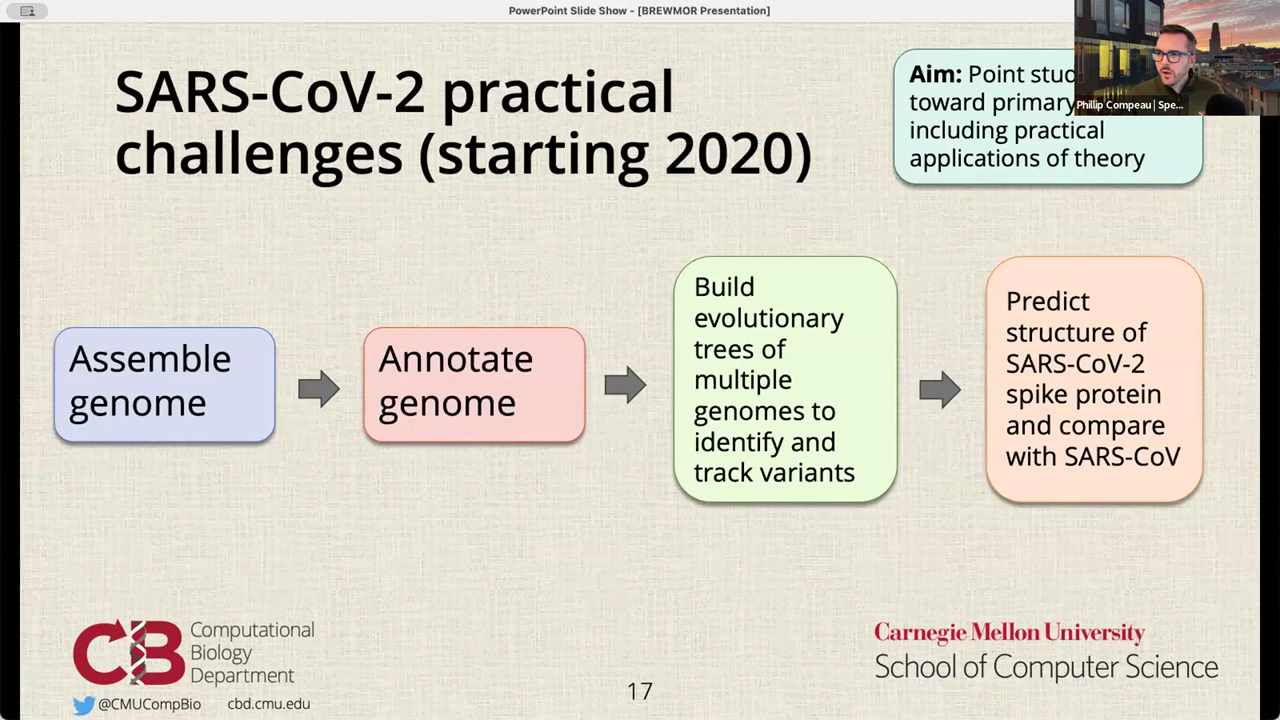 PowerPoint Slide Show - [BREWMOR Presentation]
SARS-CoV-2 practical
challenges (starting 2020)
Aim: Point
toward primary
including practical
applications of theory
Phillip Compeau | Spe...
Assemble
genome
Annotate
genome
Build
evolutionary
trees of
multiple
genomes to
identify and
track variants
Predict
structure of
SARS-CoV-2
spike protein
and compare
with SARS-CoV
CB
Computational
Biology
Department
@CMUCompBio cbd.cmu.edu
17
Carnegie Mellon University
School of Computer Science